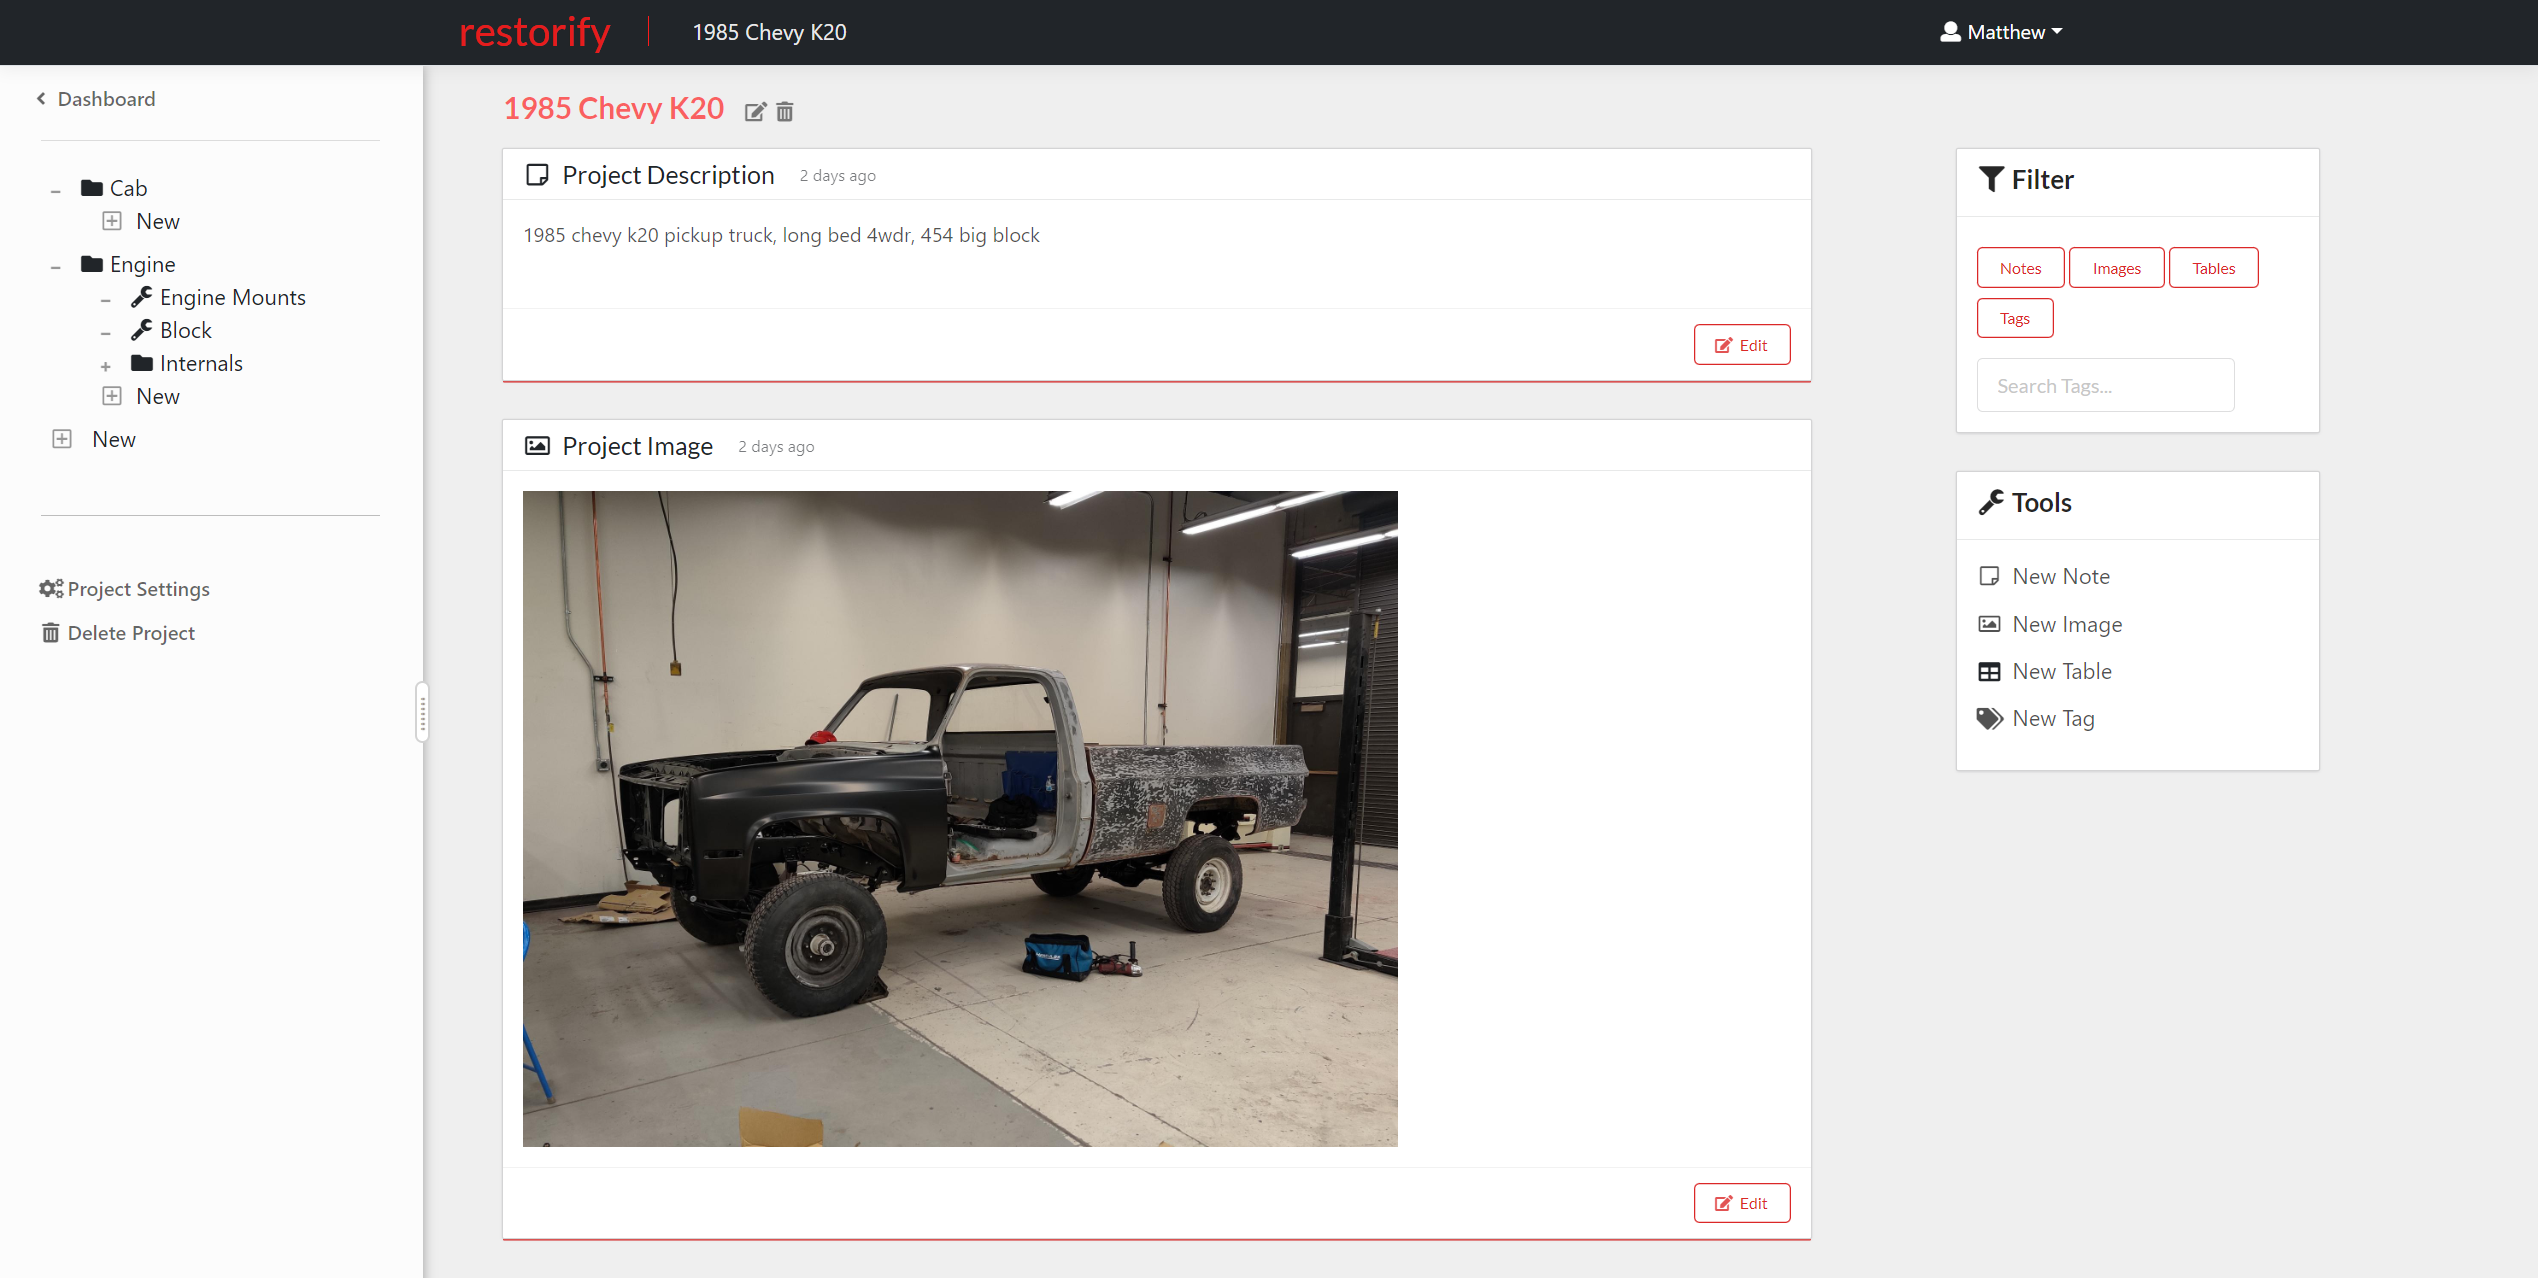 restorify
1985 Chevy K20
Matthew
Dashboard
Cab
New
Engine
Engine Mounts
Block
Internals
New
New
Project Settings
Delete Project
1985 Chevy K20
Project Description 2 days ago
1985 chevy k20 pickup truck, long bed 4wdr, 454 big block
Edit
Project Image 2 days ago
Edit
Filter
Notes Images Tables
Tags
Search Tags...
Tools
New Note
New Image
New Table
New Tag